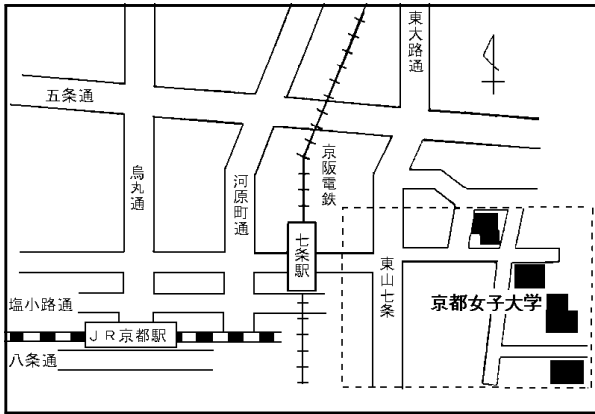 東大路通
五条通
烏丸通
河原町通
京阪電鉄
七条駅
東山七条
京都女子大学
塩小路通
JR京都駅
八条通